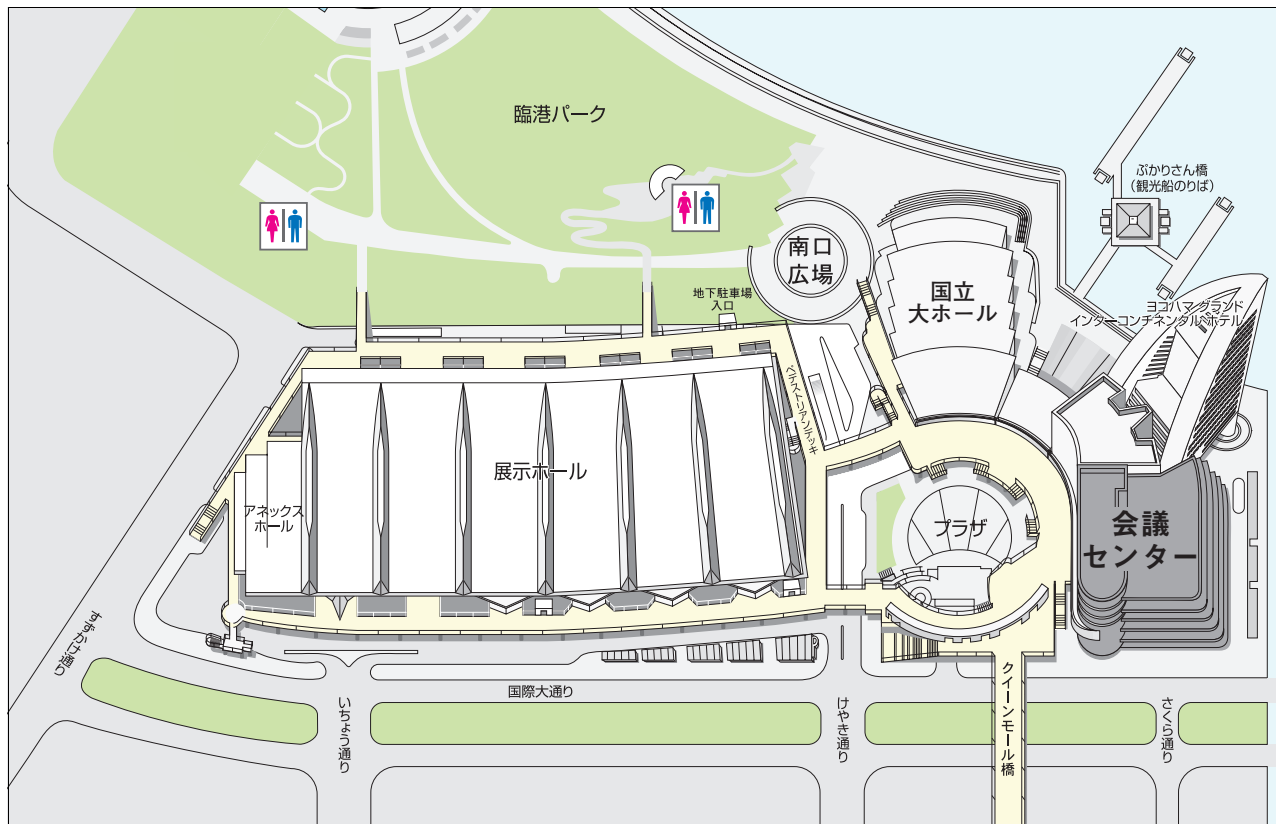 臨港パーク
ぷかりさん橋
(観光船のりば)
南口
広場
国立
大ホール
地下駐車場
入口
ヨコハマ グランド
インターコンチネンタル ホテル
ペデストリアンデッキ
展示ホール
アネックス
ホール
プラザ
会議
センター
すずかけ通り
国際大通り
いちょう通り
けやき通り
クイーンモール橋
さくら通り